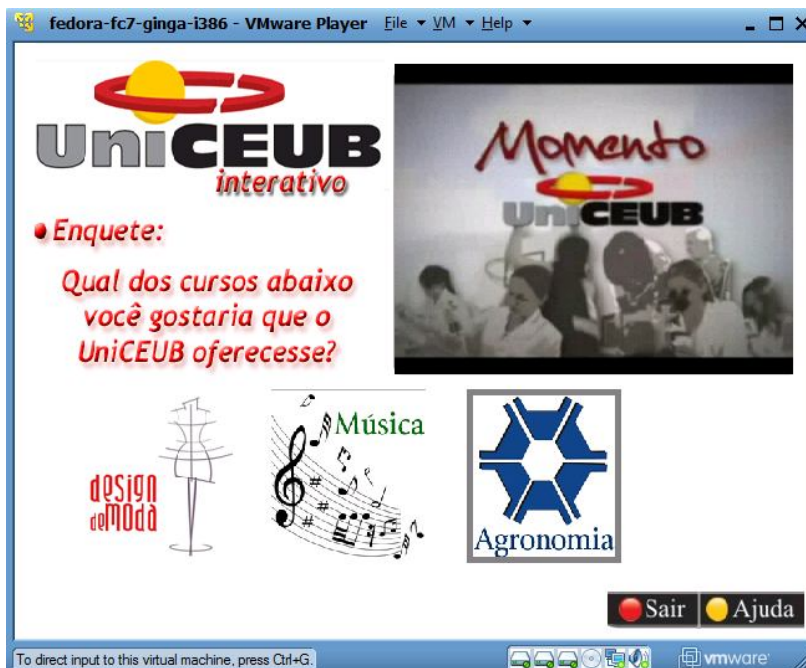 fedora-fc7-ginga-i386 - VMware Player File VM Help
UniCEUB
interativo
Enquete:
Qual dos cursos abaixo
você gostaria que o
UniCEUB oferecesse?
Momento
UniCEUB
design
de moda
Música
Agronomia
Sair Ajuda
To direct input to this virtual machine, press Ctrl+G.
vmware